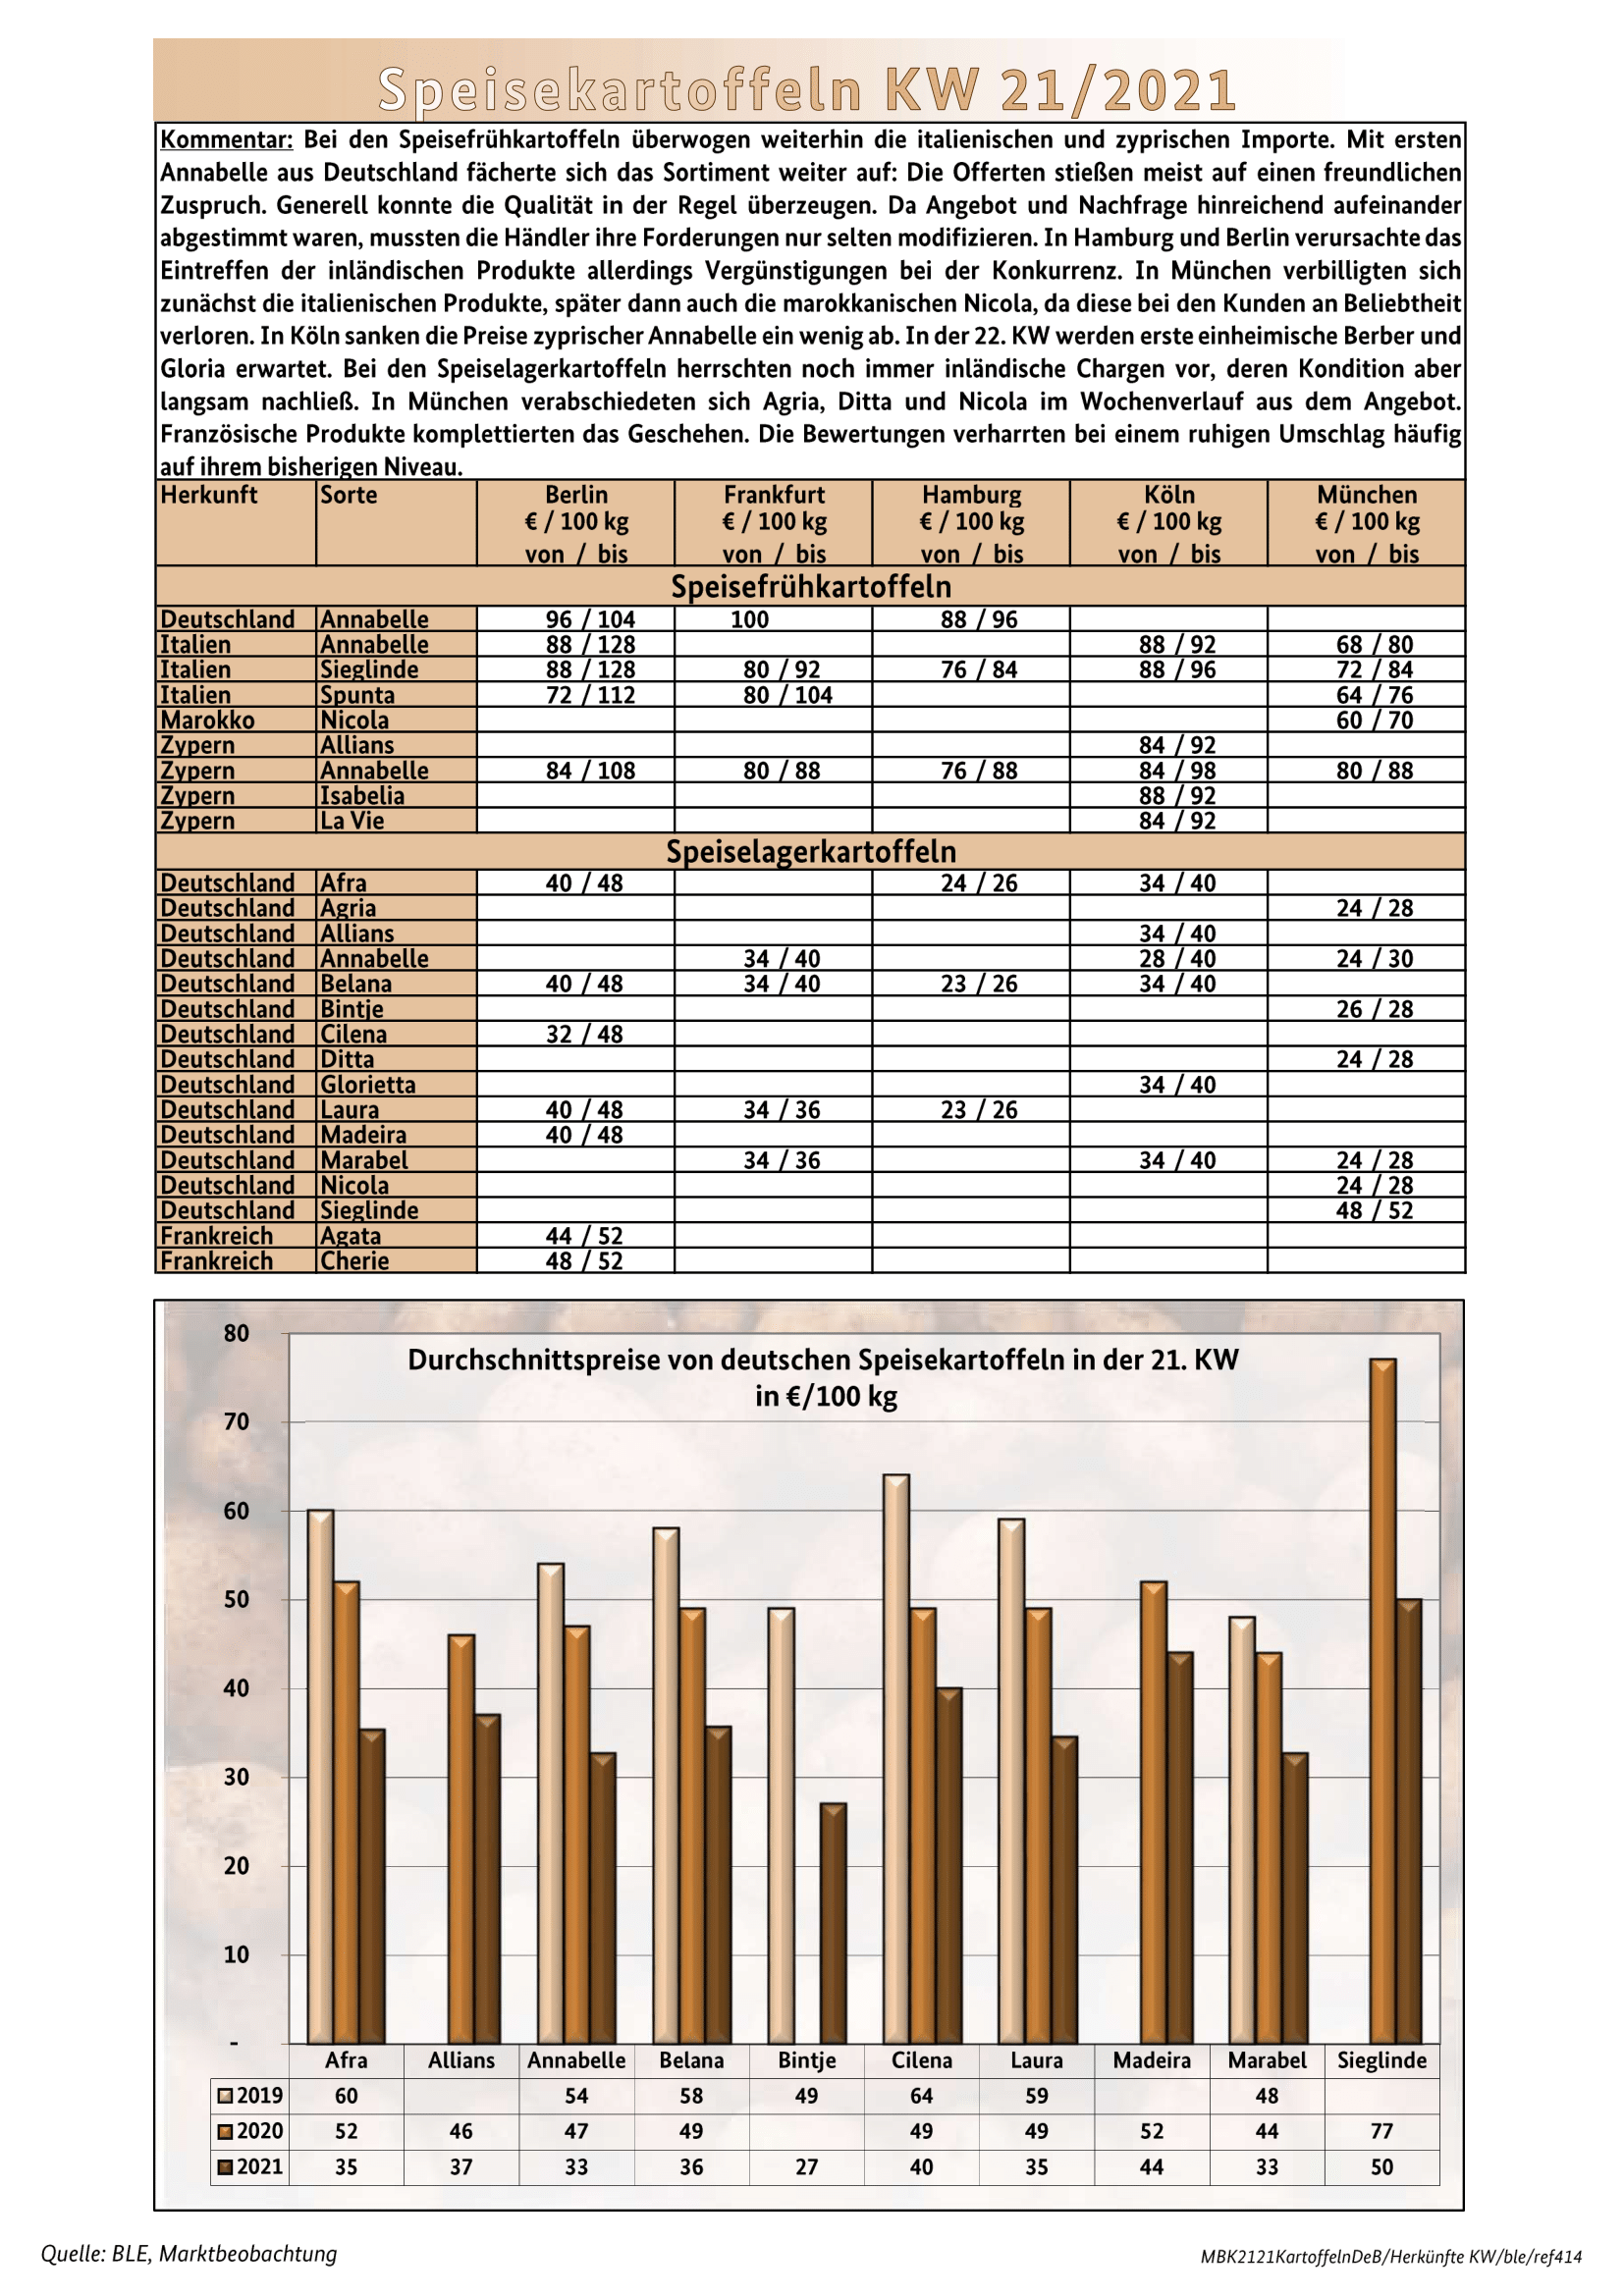 Speisekartoffeln KW 21/2021
Kommentar: Bei den Speisefrühkartoffeln überwogen weiterhin die italienischen und zyprischen Importe. Mit ersten
Annabelle aus Deutschland fächerte sich das Sortiment weiter auf: Die Offerten stießen meist auf einen freundlichen
Zuspruch. Generell konnte die Qualität in der Regel überzeugen. Da Angebot und Nachfrage hinreichend aufeinander
abgestimmt waren, mussten die Händler ihre Forderungen nur selten modifizieren. In Hamburg und Berlin verursachte das
Eintreffen der inländischen Produkte allerdings Vergünstigungen bei der Konkurrenz. In München verbilligten sich
zunächst die italienischen Produkte, später dann auch die marokkanischen Nicola, da diese bei den Kunden an Beliebtheit
verloren. In Köln sanken die Preise zyprischer Annabelle ein wenig ab. In der 22. KW werden erste einheimische Berber und
Gloria erwartet. Bei den Speiselagerkartoffeln herrschten noch immer inländische Chargen vor, deren Kondition aber
langsam nachließ. In München verabschiedeten sich Agria, Ditta und Nicola im Wochenverlauf aus dem Angebot.
Französische Produkte komplettierten das Geschehen. Die Bewertungen verharrten bei einem ruhigen Umschlag häufig
auf ihrem bisherigen Niveau.
Herkunft Sorte Berlin Frankfurt Hamburg Köln München
€ / 100 kg € / 100 kg € / 100 kg € / 100 kg € / 100 kg
von / bis von / bis von / bis von / bis von / bis
Speisefrühkartoffeln
Deutschland Annabelle 96 / 104 100 88 / 96
Italien Annabelle 88 / 128 88 / 92 68 / 80
Italien Sieglinde 88 / 128 80 / 92 76 / 84 88 / 96 72 / 84
Italien Spunta 72 / 112 80 / 104 64 / 76
Marokko Nicola 60 / 70
Zypern Allians 84 / 92
Zypern Annabelle 84 / 108 80 / 88 76 / 88 84 / 98 80 / 88
Zypern Isabelia 88 / 92
Zypern La Vie 84 / 92
Speiselagerkartoffeln
Deutschland Afra 40 / 48 24 / 26 34 / 40
Deutschland Agria 24 / 28
Deutschland Allians 34 / 40
Deutschland Annabelle 34 / 40 28 / 40 24 / 30
Deutschland Belana 40 / 48 34 / 40 23 / 26 34 / 40
Deutschland Bintje 26 / 28
Deutschland Cilena 32 / 48
Deutschland Ditta 24 / 28
Deutschland Glorietta 34 / 40
Deutschland Laura 40 / 48 34 / 36 23 / 26
Deutschland Madeira 40 / 48
Deutschland Marabel 34 / 36 34 / 40 24 / 28
Deutschland Nicola 24 / 28
Deutschland Sieglinde 48 / 52
Frankreich Agata 44 / 52
Frankreich Cherie 48 / 52
Durchschnittspreise von deutschen Speisekartoffeln in der 21. KW
in €/100 kg
80
70
60
50
40
30
20
10
-
Afra Allians Annabelle Belana Bintje Cilena Laura Madeira Marabel Sieglinde
2019 60 54 58 49 64 59 48
2020 52 46 47 49 49 49 52 44 77
2021 35 37 33 36 27 40 35 44 33 50
Quelle: BLE, Marktbeobachtung
MBK2121KartoffelnDeB/Herkünfte KW/ble/ref414